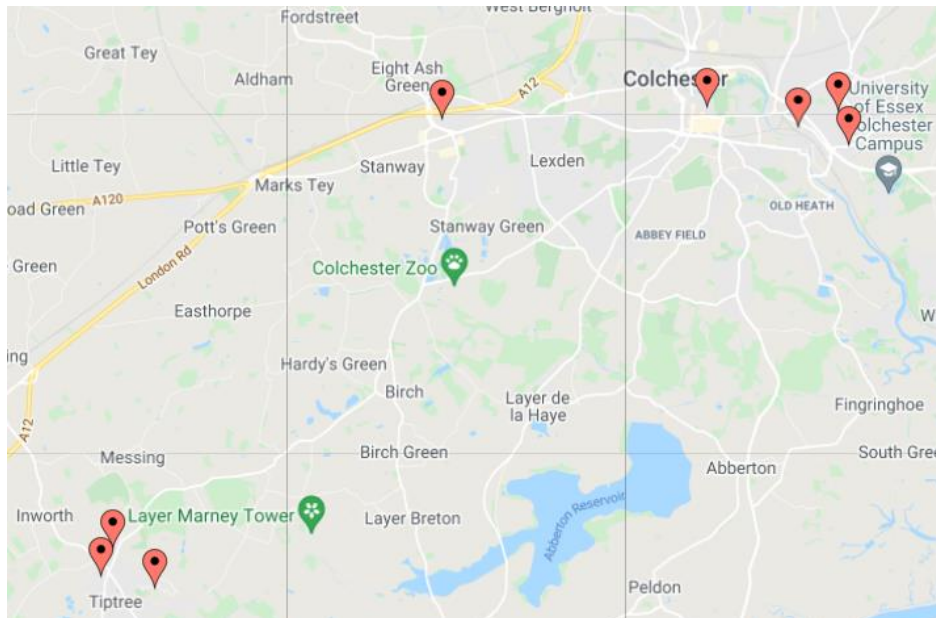 Fordstreet
West Bergholt
Great Tey
Aldham
Eight Ash
Green
A12
Colchester
University
of Essex
Colchester
Campus
Little Tey
Stanway
Lexden
Marks Tey
A120
oad Green
Pott's Green
Stanway Green
ABBEY FIELD
OLD HEATH
Green
London Rd
Colchester Zoo
Easthorpe
W
ing
Hardy's Green
Birch
Layer de
la Haye
Fingringhoe
A12
Messing
Birch Green
Abberton
South Gre
Inworth
Layer Marney Tower
Layer Breton
Abberton Reservoir
Tiptree
Peldon